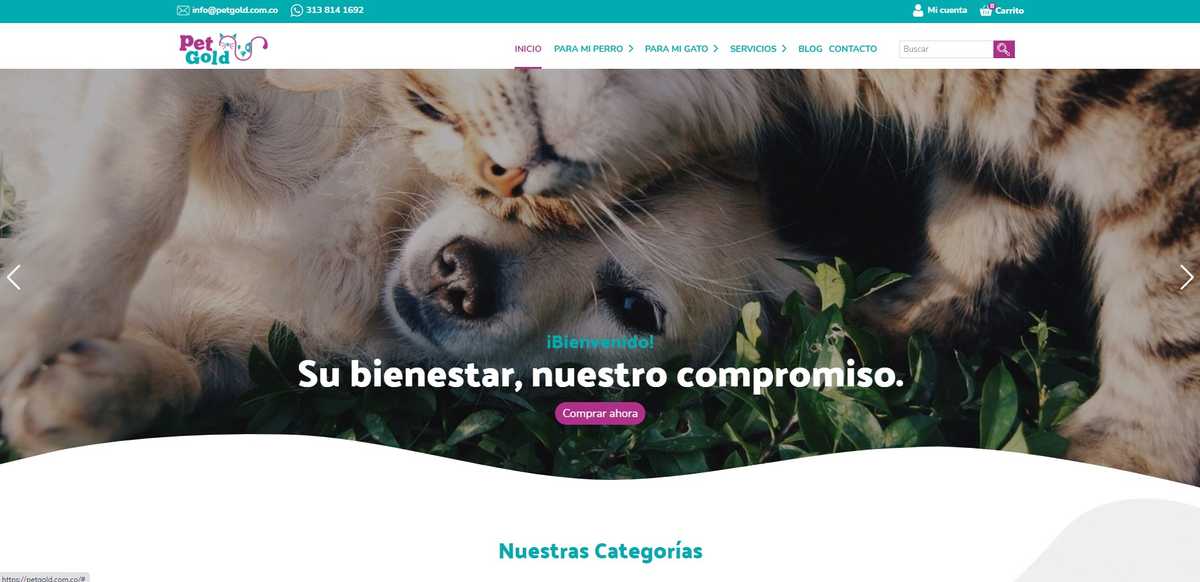 info@petgold.com.co 313 814 1692 Mi cuenta 0 Carrito
Pet
Gold
INICIO PARA MI PERRO PARA MI GATO SERVICIOS BLOG CONTACTO Buscar
¡Bienvenido!
Su bienestar, nuestro compromiso.
Comprar ahora
Nuestras Categorías
https://petgold.com.co/#